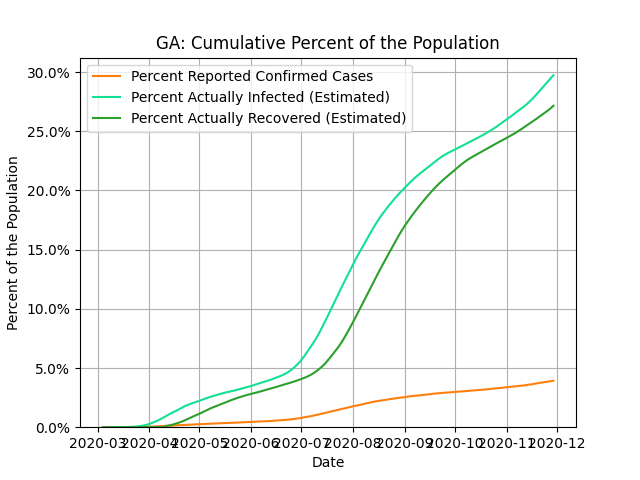 GA: Cumulative Percent of the Population
30.0%
25.0%
20.0%
15.0%
10.0%
5.0%
0.0%
Percent of the Population
Percent Reported Confirmed Cases
Percent Actually Infected (Estimated)
Percent Actually Recovered (Estimated)
2020-03 2020-04 2020-05 2020-06 2020-07 2020-08 2020-09 2020-10 2020-11 2020-12
Date